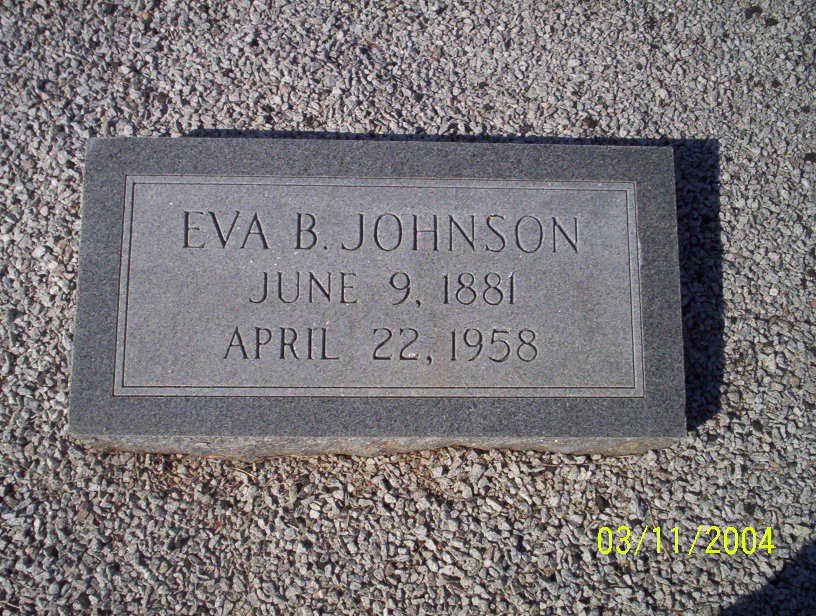 EVA B. JOHNSON
JUNE 9, 1881
APRIL 22, 1958
03/11/2004